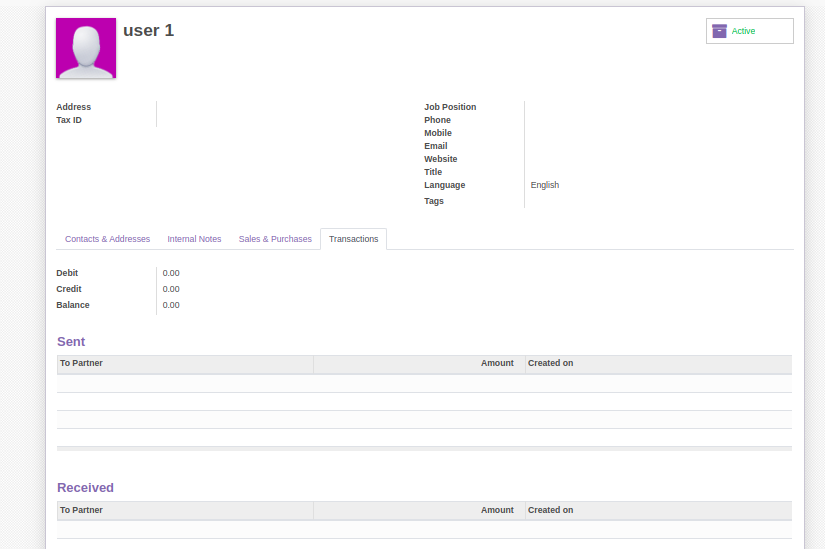 user 1
Active
Address
Tax ID
Job Position
Phone
Mobile
Email
Website
Title
Language English
Tags
Contacts & Addresses Internal Notes Sales & Purchases Transactions
Debit 0.00
Credit 0.00
Balance 0.00
Sent
To Partner Amount Created on
Received
To Partner Amount Created on